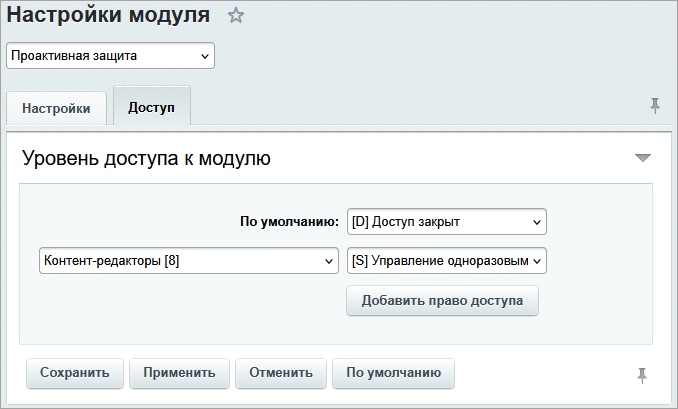 Настройки модуля
Проактивная защита
Настройки Доступ
Уровень доступа к модулю
По умолчанию: [D] Доступ закрыт
Контент-редакторы [8] [S] Управление одноразовым
Добавить право доступа
Сохранить Применить Отменить По умолчанию